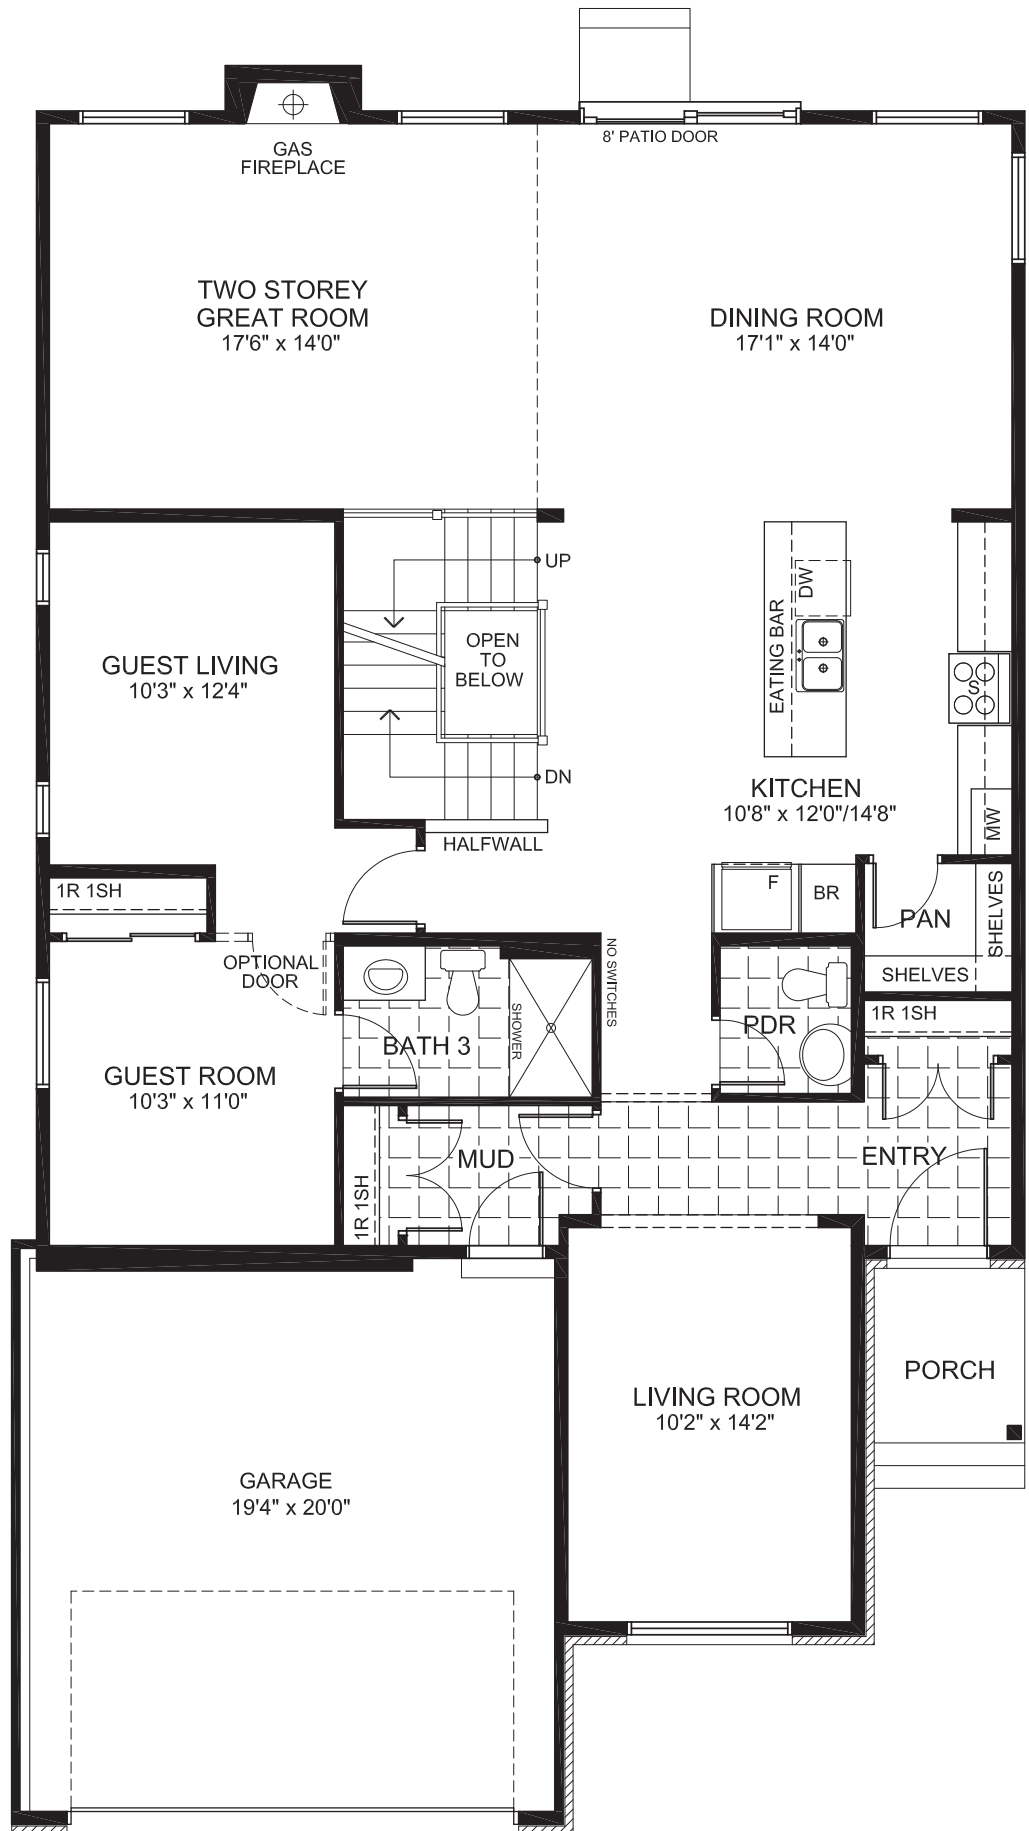 8' PATIO DOOR
GAS
FIREPLACE
TWO STOREY
GREAT ROOM
17'6" x 14'0"
DINING ROOM
17'1" x 14'0"
UP
OPEN
TO
BELOW
DN
HALFWALL
GUEST LIVING
10'3" x 12'4"
DW
EATING BAR
S
KITCHEN
10'8" x 12'0"/14'8"
MW
F
BR
PAN
SHELVES
SHELVES
1R 1SH
OPTIONAL
DOOR
NO SWITCHES
SHOWER
BATH 3
PDR
1R 1SH
GUEST ROOM
10'3" x 11'0"
MUD
1R 1SH
ENTRY
PORCH
LIVING ROOM
10'2" x 14'2"
GARAGE
19'4" x 20'0"